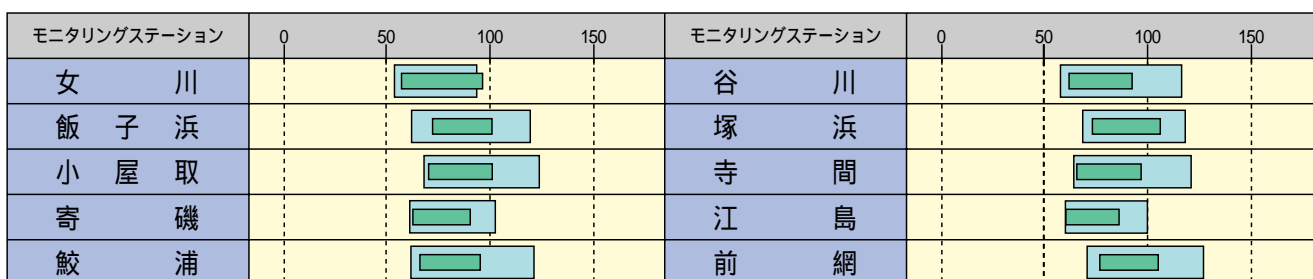 モニタリングステーション 0 50 100 150 モニタリングステーション 0 50 100 150
女川 谷川
飯子浜 塚浜
小屋取 寺間
寄磯 江島
鮫浦 前網